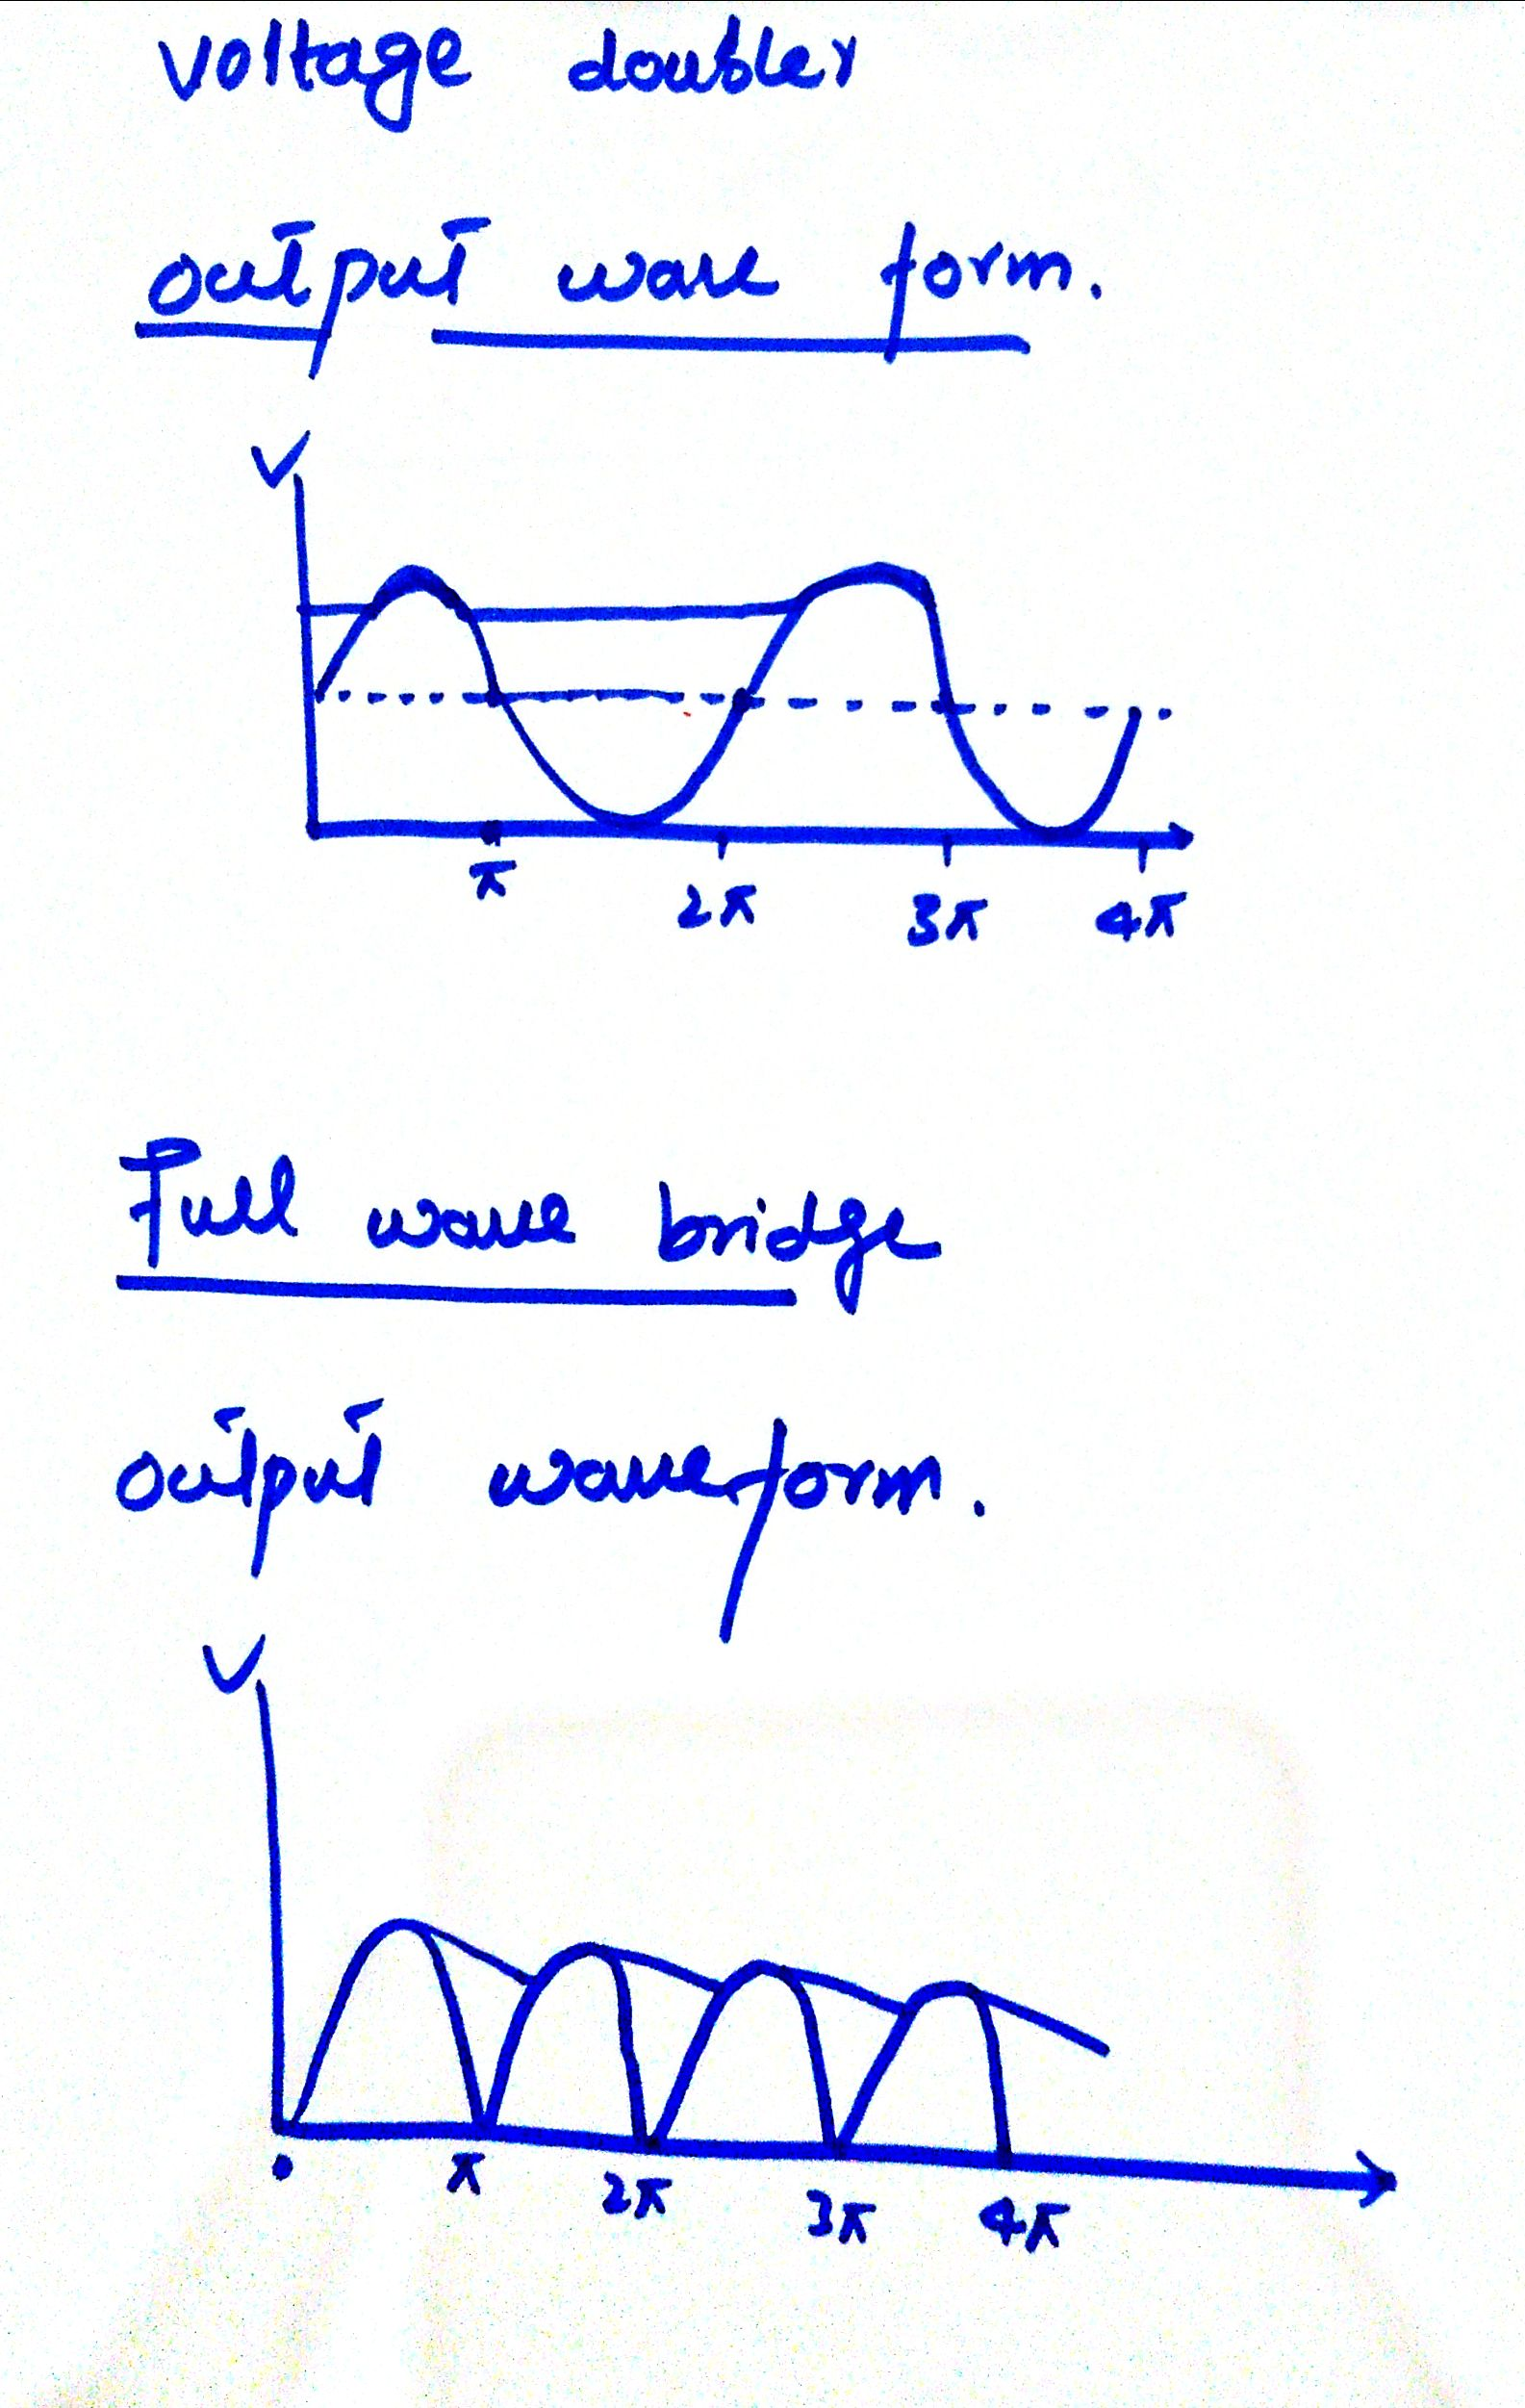 Voltage doubler
output wave form.
V
π
2π
3π
4π
Full wave bridge
output waveform.
V
0
π
2π
3π
4π